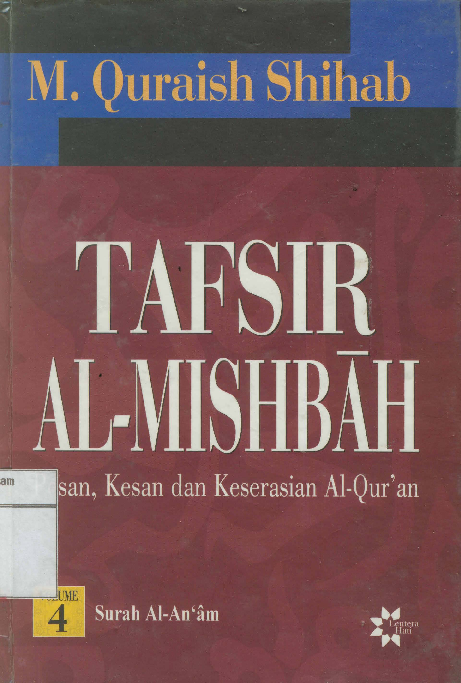 M. Quraish Shihab
TAFSIR
AL-MISHBĀH
san, Kesan dan Keserasian Al-Qur'an
am
UME
4
Surah Al-An'âm
Lentera
Hati